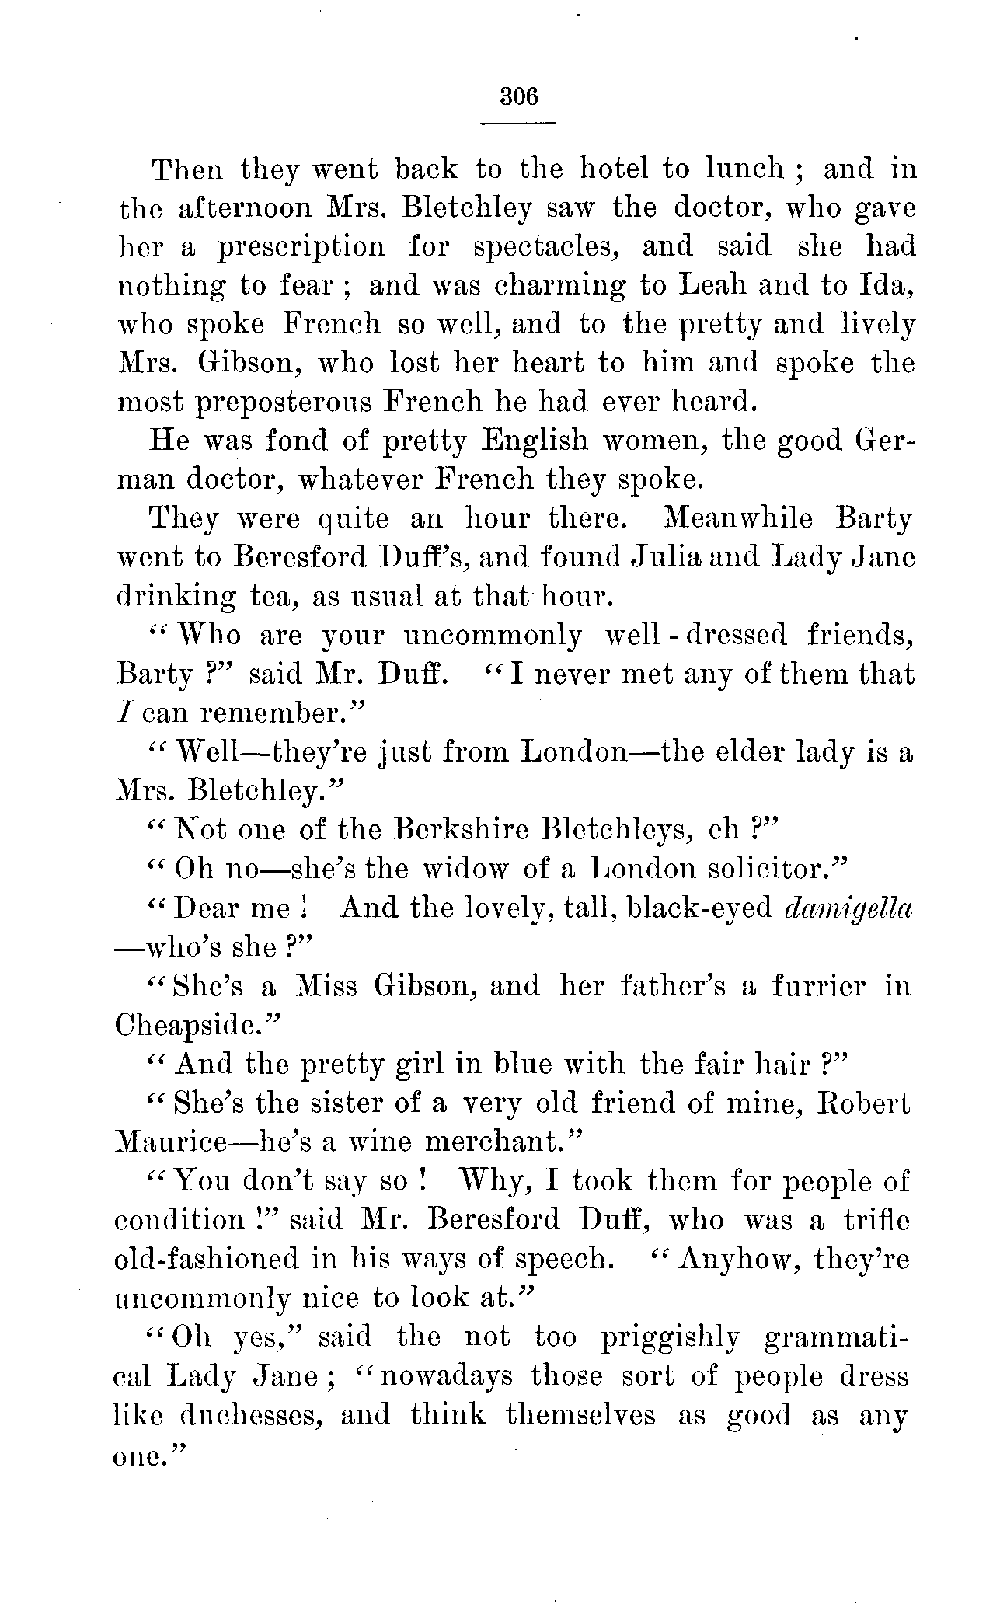 306
Then they went back to the hotel to lunch ; and in
the afternoon Mrs. Bletchley saw the doctor, who gave
her a prescription for spectacles, and said she had
nothing to fear ; and was charming to Leah and to Ida,
who spoke French so well, and to the pretty and lively
Mrs. Gibson, who lost her heart to him and spoke the
most preposterous French he had ever heard.
He was fond of pretty English women, the good Ger-
man doctor, whatever French they spoke.
They were quite an hour there. Meanwhile Barty
went to Beresford Duff's, and found Julia and Lady Jane
drinking tea, as usual at that hour.
“ Who are your uncommonly well - dressed friends,
Barty ?” said Mr. Duff. “ I never met any of them that
I can remember.”
“ Well—they're just from London—the elder lady is a
Mrs. Bletchley.”
“ Not one of the Berkshire Bletchleys, eh ?”
“ Oh no—she's the widow of a London solicitor.”
“ Dear me ! And the lovely, tall, black-eyed damigella
—who's she ?”
“ She's a Miss Gibson, and her father's a furrier in
Cheapside.”
“ And the pretty girl in blue with the fair hair ?”
“ She's the sister of a very old friend of mine, Robert
Maurice—he's a wine merchant.”
“ You don't say so ! Why, I took them for people of
condition !” said Mr. Beresford Duff, who was a trifle
old-fashioned in his ways of speech. “ Anyhow, they're
uncommonly nice to look at.”
“ Oh yes,” said the not too priggishly grammati-
cal Lady Jane ; “ nowadays those sort of people dress
like duchesses, and think themselves as good as any
one.”